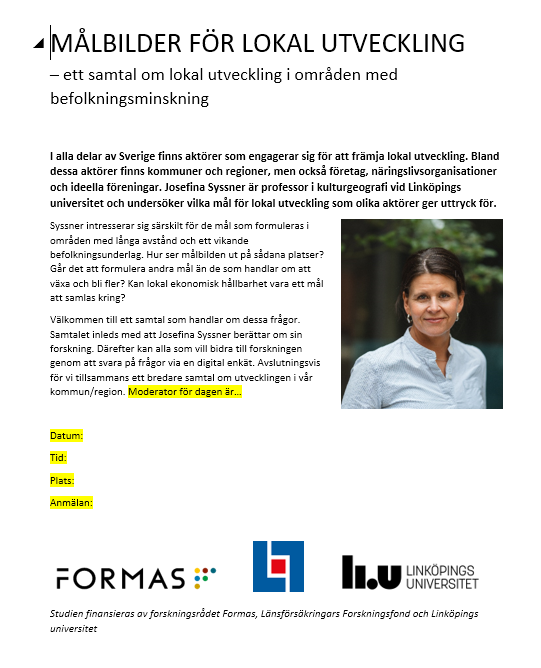 MÅLBILDER FÖR LOKAL UTVECKLING
– ett samtal om lokal utveckling i områden med
befolkningsminskning
I alla delar av Sverige finns aktörer som engagerar sig för att främja lokal utveckling. Bland
dessa aktörer finns kommuner och regioner, men också företag, näringslivsorganisationer
och ideella föreningar. Josefina Syssner är professor i kulturgeografi vid Linköpings
universitet och undersöker vilka mål för lokal utveckling som olika aktörer ger uttryck för.
Syssner intresserar sig särskilt för de mål som formuleras i
områden med långa avstånd och ett vikande
befolkningsunderlag. Hur ser målbilden ut på sådana platser?
Går det att formulera andra mål än de som handlar om att
växa och bli fler? Kan lokal ekonomisk hållbarhet vara ett mål
att samlas kring?
Välkommen till ett samtal som handlar om dessa frågor.
Samtalet inleds med att Josefina Syssner berättar om sin
forskning. Därefter kan alla som vill bidra till forskningen
genom att svara på frågor via en digital enkät. Avslutningsvis
för vi tillsammans ett bredare samtal om utvecklingen i vår
kommun/region. Moderator för dagen är…
Datum:
Tid:
Plats:
Anmälan:
FORMAS
LINKÖPINGS
UNIVERSITET
Studien finansieras av forskningsrådet Formas, Länsförsäkringars Forskningsfond och Linköpings
universitet